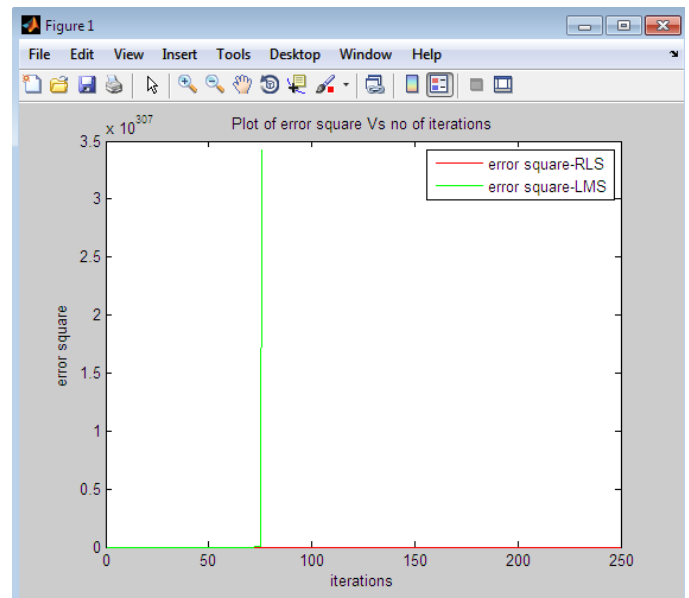 Figure 1
File Edit View Insert Tools Desktop Window Help
x 10^307
Plot of error square Vs no of iterations
error square-RLS
error square-LMS
3.5
3
2.5
2
1.5
1
0.5
0
error square
0 50 100 150 200 250
iterations